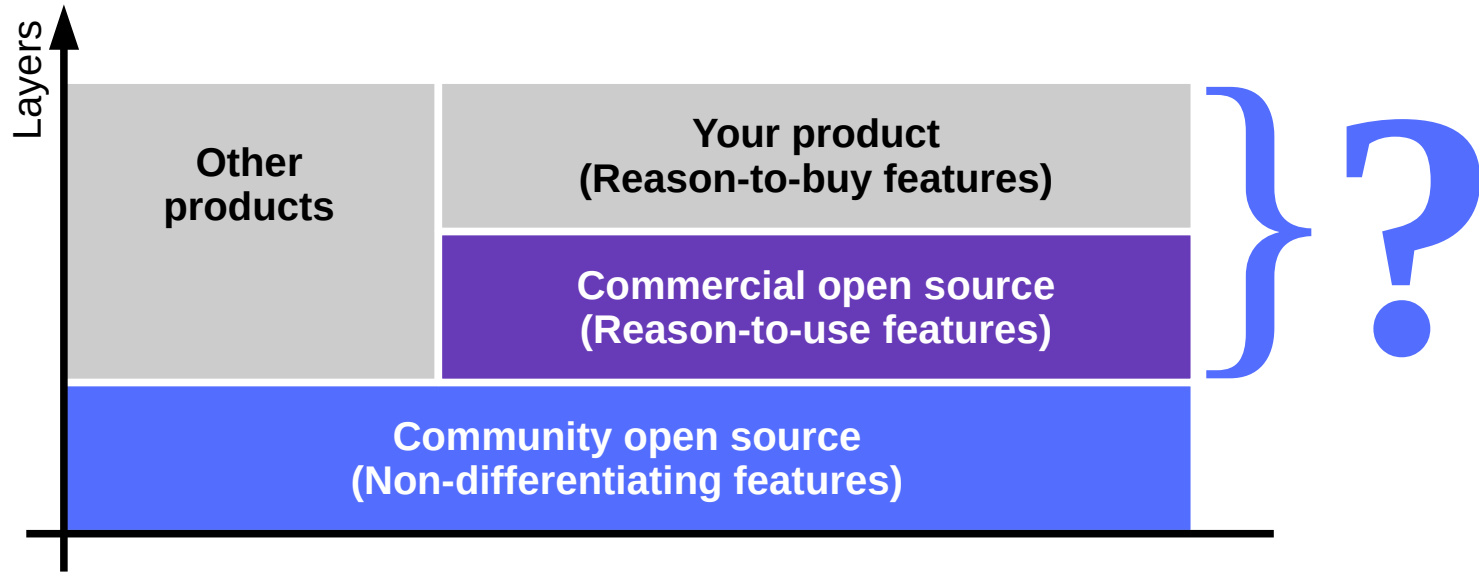 Layers
Other
products
Your product
(Reason-to-buy features)
Commercial open source
(Reason-to-use features)
Community open source
(Non-differentiating features)
}
?